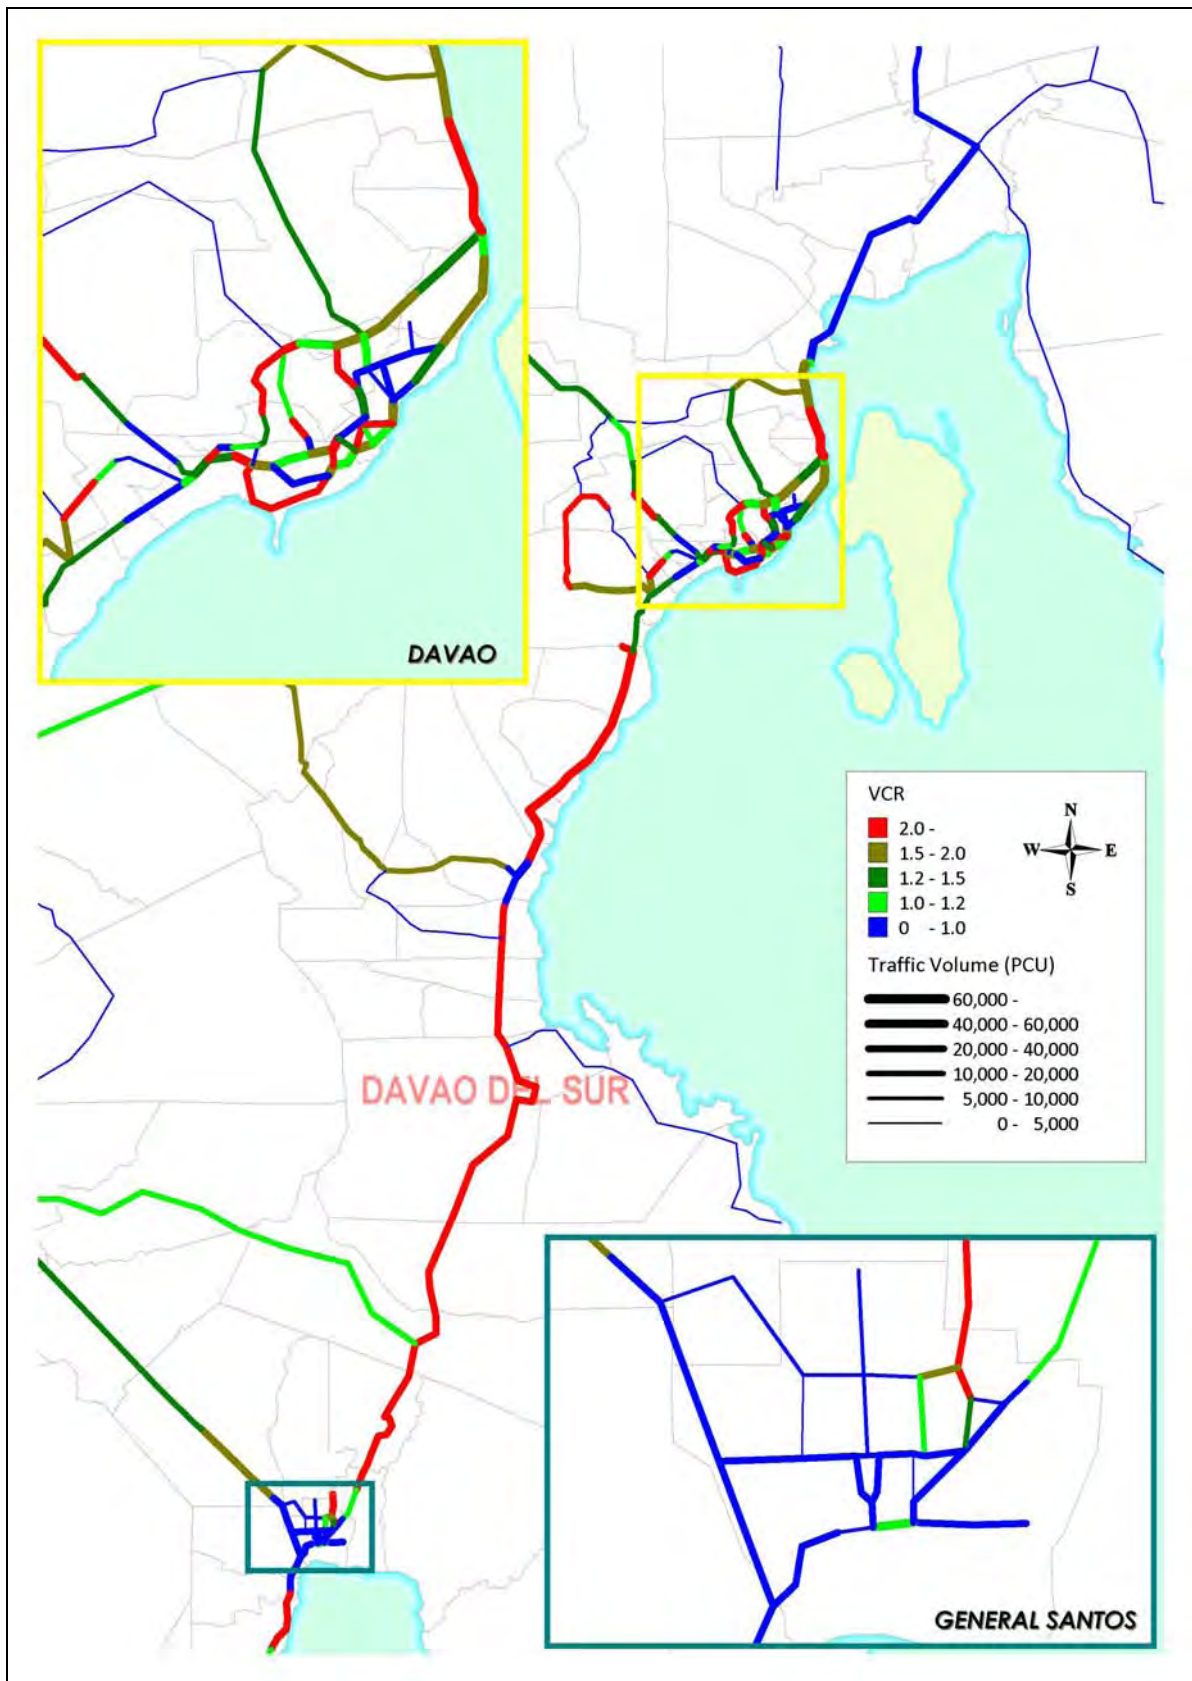 DAVAO
VCR
2.0 -
1.5 - 2.0
1.2 - 1.5
1.0 - 1.2
0 - 1.0
N
W E
S
Traffic Volume (PCU)
60,000 -
40,000 - 60,000
20,000 - 40,000
10,000 - 20,000
5,000 - 10,000
0 - 5,000
DAVAO DEL SUR
GENERAL SANTOS